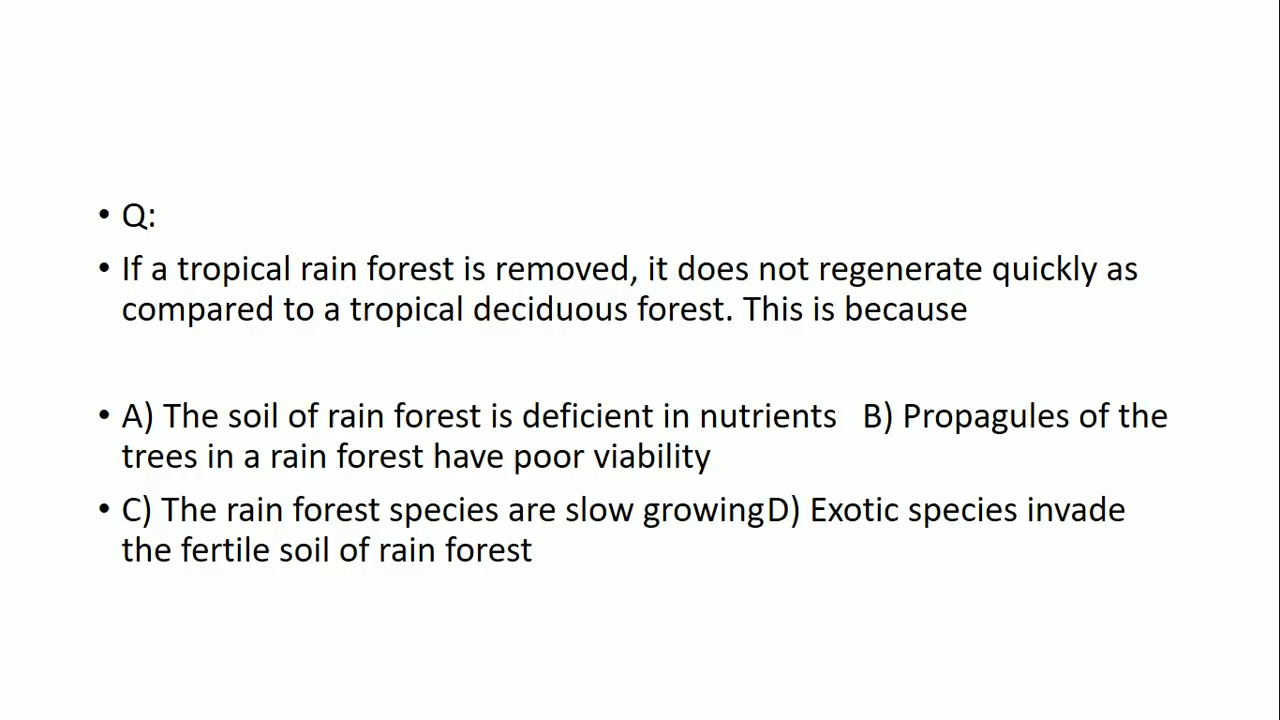 • Q:
• If a tropical rain forest is removed, it does not regenerate quickly as
compared to a tropical deciduous forest. This is because
• A) The soil of rain forest is deficient in nutrients   B) Propagules of the
trees in a rain forest have poor viability
• C) The rain forest species are slow growingD) Exotic species invade
the fertile soil of rain forest